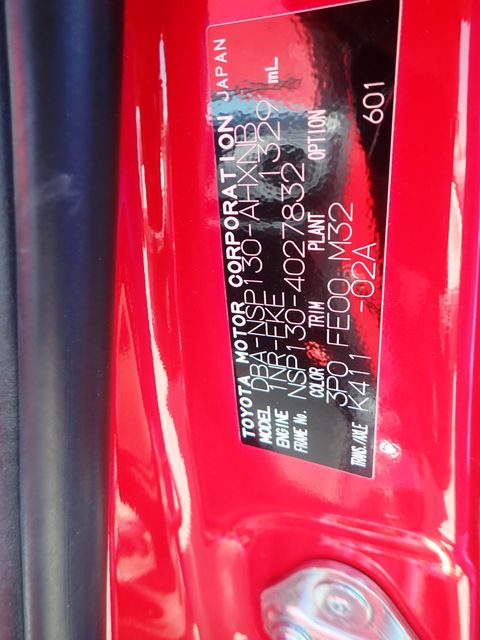 TOYOTA MOTOR CORPORATION JAPAN
MODEL DBA-NSP130-AHXNB
ENGINE 1NR-FKE 1329 mL
FRAME No. NSP130-4027832
COLOR TRIM PLANT OPTION
3P0 FE00 M32
TRANS./AXLE K411 -02A 601